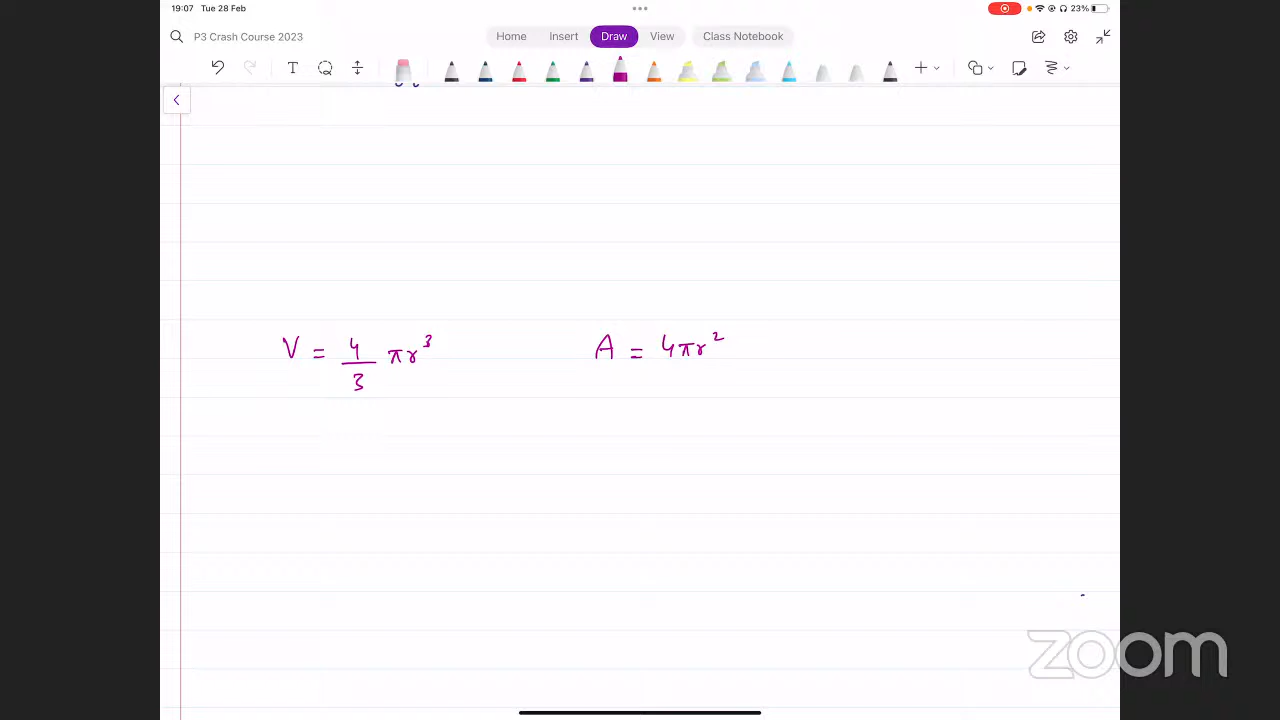 19:07 Tue 28 Feb
23%
P3 Crash Course 2023
Home Insert Draw View Class Notebook
V = 4/3 πr³
A = 4πr²
zoom